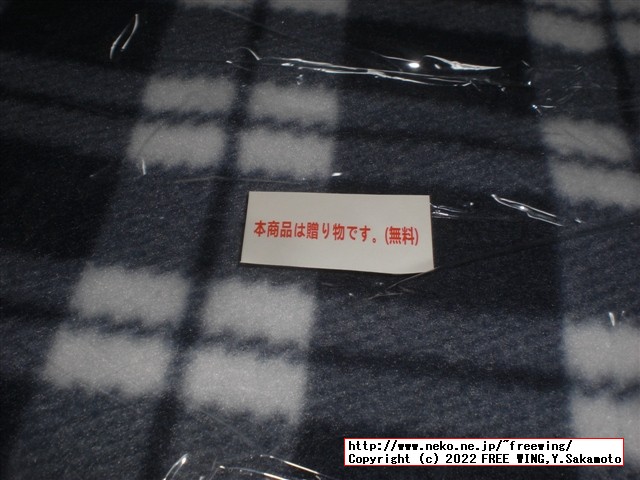 本商品は贈り物です。(無料)
http://www.neko.ne.jp/~freewing/
Copyright (c) 2022 FREE WING,Y.Sakamoto